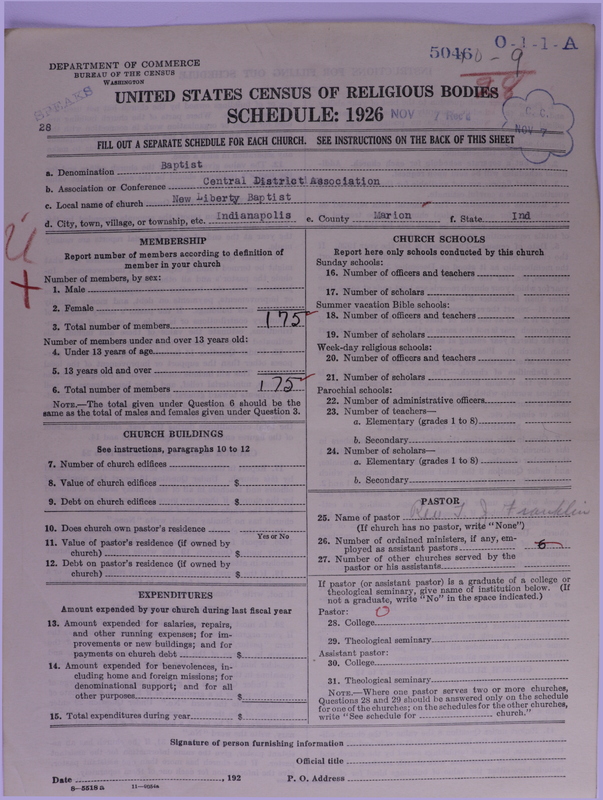 5046 O-1-1-A
DEPARTMENT OF COMMERCE
BUREAU OF THE CENSUS
WASHINGTON
SPEAKS
UNITED STATES CENSUS OF RELIGIOUS BODIES
SCHEDULE: 1926 NOV 7
C. C.
NOV 7
28
FILL OUT A SEPARATE SCHEDULE FOR EACH CHURCH. SEE INSTRUCTIONS ON THE BACK OF THIS SHEET
a. Denomination Baptist
b. Association or Conference Central District Association
c. Local name of church New Liberty Baptist
d. City, town, village, or township, etc. Indianapolis e. County Marion f. State Ind
MEMBERSHIP
Report number of members according to definition of
member in your church
Number of members, by sex:
1. Male
2. Female
3. Total number of members 175
Number of members under and over 13 years old:
4. Under 13 years of age
5. 13 years old and over
6. Total number of members 175
NOTE.—The total given under Question 6 should be
same as the total of males and females given under Question 3.
CHURCH BUILDINGS
See instructions, paragraphs 10 to 12
7. Number of church edifices
8. Value of church edifices $
9. Debt on church edifices $
10. Does church own pastor's residence
Yes or No
11. Value of pastor's residence (if owned by
church) $
12. Debt on pastor's residence (if owned by
church) $
EXPENDITURES
Amount expended by your church during last fiscal year
13. Amount expended for salaries, repairs,
and other running expenses; for im-
provements or new buildings; and for
payments on church debt $
14. Amount expended for benevolences, in-
cluding home and foreign missions; for
denominational support; and for all
other purposes $
15. Total expenditures during year $
CHURCH SCHOOLS
Report here only schools conducted by this church
Sunday schools:
16. Number of officers and teachers
17. Number of scholars
Summer vacation Bible schools:
18. Number of officers and teachers
19. Number of scholars
Week-day religious schools:
20. Number of officers and teachers
21. Number of scholars
Parochial schools:
22. Number of administrative officers
23. Number of teachers—
a. Elementary (grades 1 to 8)
b. Secondary
24. Number of scholars—
a. Elementary (grades 1 to 8)
b. Secondary
PASTOR
25. Name of pastor Rev. Franklin
(If church has no pastor, write "None")
26. Number of ordained ministers, if any, em-
ployed as assistant pastors
27. Number of other churches served by the
pastor or his assistants
If pastor (or assistant pastor) is a graduate of a college or
theological seminary, give name of institution below. (If
not a graduate, write "No" in the space indicated.)
Pastor: 0
28. College
29. Theological seminary
Assistant pastor:
30. College
31. Theological seminary
NOTE.—Where one pastor serves two or more churches,
Questions 28 and 29 should be answered only on the schedule
for one of the churches; on the schedules for the other churches,
write "See schedule for church."
Signature of person furnishing information
Official title
Date , 192 P. O. Address
8—5518a 11—9054a